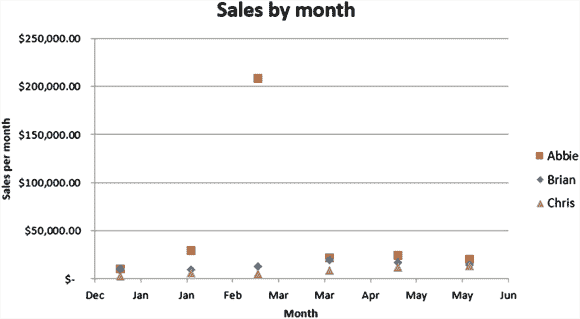 Sales by month
$250,000.00
$200,000.00
$150,000.00
$100,000.00
$50,000.00
$-
Sales per month
Dec Jan Jan Feb Mar Mar Apr May May Jun
Month
Abbie
Brian
Chris